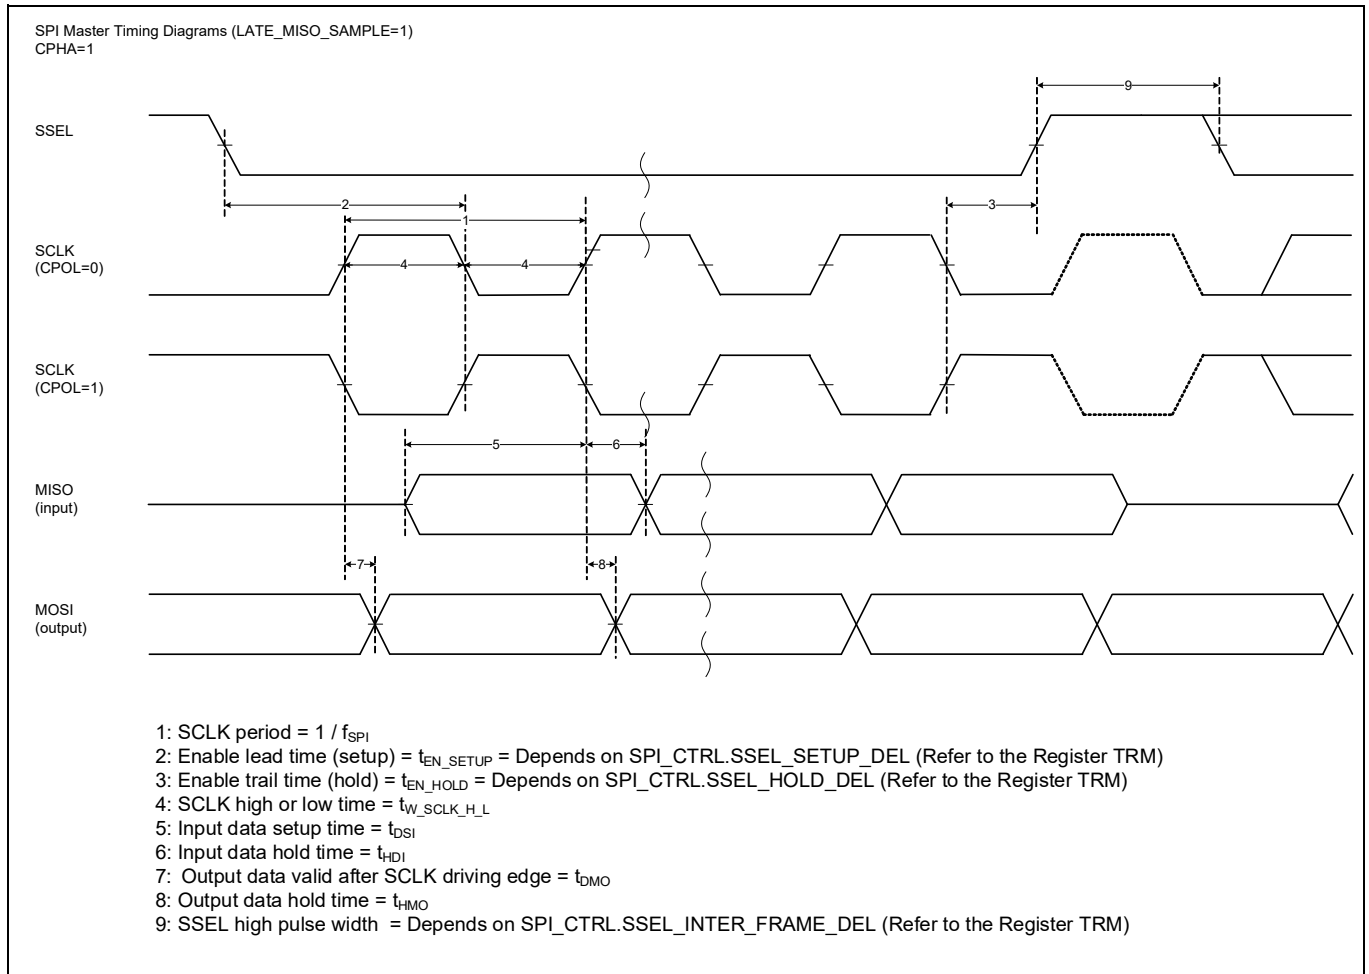 SPI Master Timing Diagrams (LATE_MISO_SAMPLE=1)
CPHA=1
9
SSEL
2
3
1
SCLK
(CPOL=0)
4
4
SCLK
(CPOL=1)
5
6
MISO
(input)
7
8
MOSI
(output)
1: SCLK period = 1 / fSPI
2: Enable lead time (setup) = tEN_SETUP = Depends on SPI_CTRL.SSEL_SETUP_DEL (Refer to the Register TRM)
3: Enable trail time (hold) = tEN_HOLD = Depends on SPI_CTRL.SSEL_HOLD_DEL (Refer to the Register TRM)
4: SCLK high or low time = tW_SCLK_H_L
5: Input data setup time = tDSI
6: Input data hold time = tHDI
7:  Output data valid after SCLK driving edge = tDMO
8: Output data hold time = tHMO
9: SSEL high pulse width  = Depends on SPI_CTRL.SSEL_INTER_FRAME_DEL (Refer to the Register TRM)